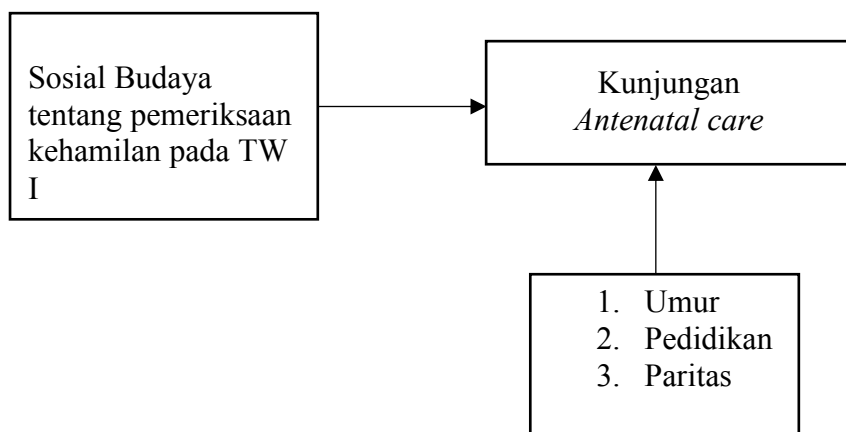 Sosial Budaya
tentang pemeriksaan
kehamilan pada TW
I
Kunjungan
Antenatal care
1. Umur
2. Pedidikan
3. Paritas